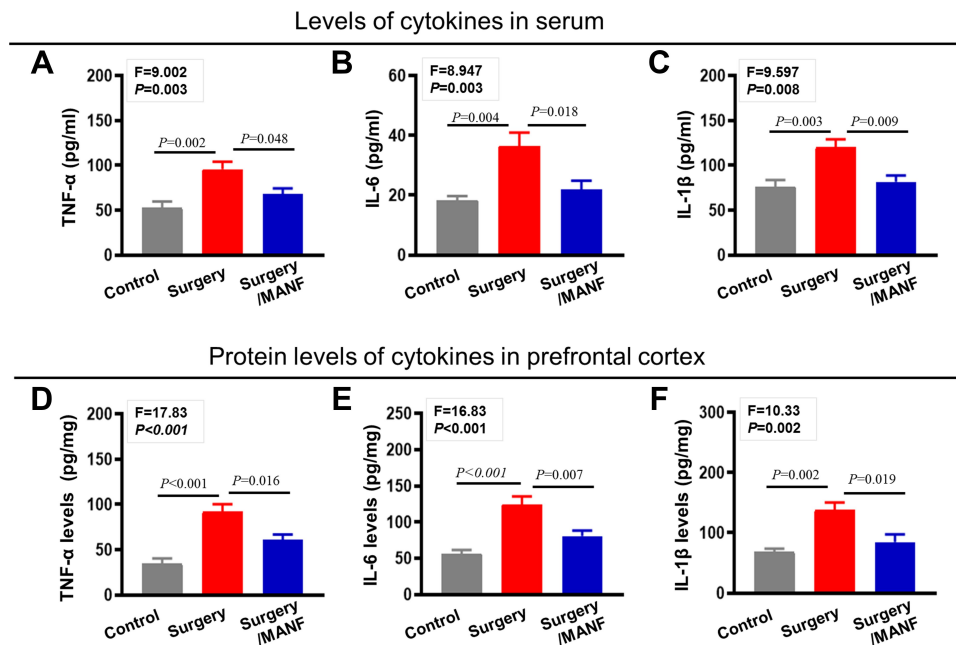 Levels of cytokines in serum
A
TNF-α (pg/ml)
200
150
100
50
0
F=9.002
P=0.003
P=0.002
P=0.048
Control
Surgery
Surgery
/MANF
B
IL-6 (pg/ml)
60
40
20
0
F=8.947
P=0.003
P=0.004
P=0.018
Control
Surgery
Surgery
/MANF
C
IL-1β (pg/ml)
200
150
100
50
0
F=9.597
P=0.008
P=0.003
P=0.009
Control
Surgery
Surgery
/MANF
Protein levels of cytokines in prefrontal cortex
D
TNF-α levels (pg/mg)
200
150
100
50
0
F=17.83
P<0.001
P<0.001
P=0.016
Control
Surgery
Surgery
/MANF
E
IL-6 levels (pg/mg)
250
200
150
100
50
0
F=16.83
P<0.001
P<0.001
P=0.007
Control
Surgery
Surgery
/MANF
F
IL-1β levels (pg/mg)
300
200
100
0
F=10.33
P=0.002
P=0.002
P=0.019
Control
Surgery
Surgery
/MANF